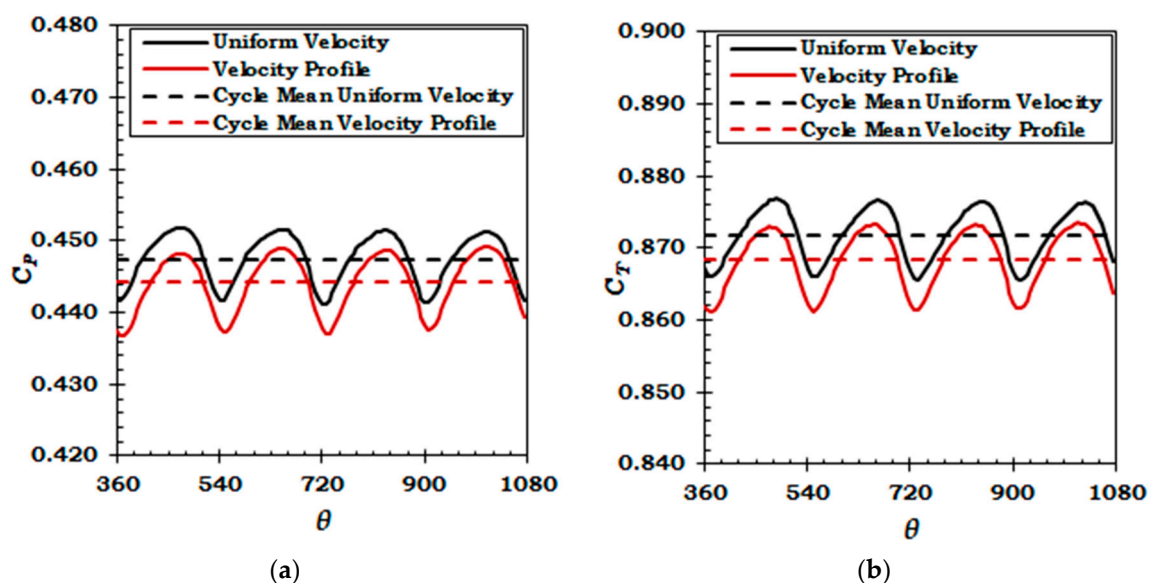 0.480
0.470
0.460
0.450
0.440
0.430
0.420
C_P
Uniform Velocity
Velocity Profile
Cycle Mean Uniform Velocity
Cycle Mean Velocity Profile
360 540 720 900 1080
θ
(a)
0.900
0.890
0.880
0.870
0.860
0.850
0.840
C_T
Uniform Velocity
Velocity Profile
Cycle Mean Uniform Velocity
Cycle Mean Velocity Profile
360 540 720 900 1080
θ
(b)